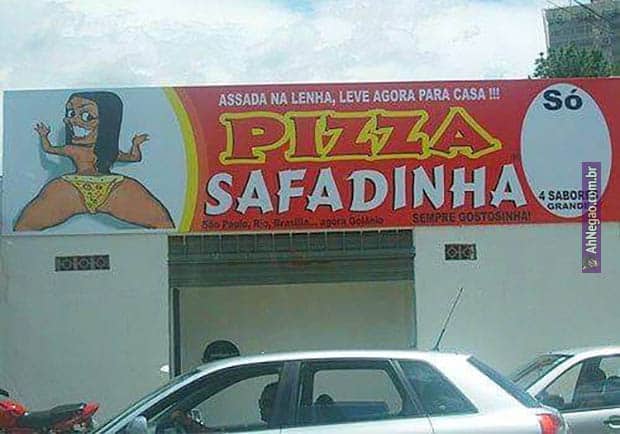 ASSADA NA LENHA, LEVE AGORA PARA CASA !!!
PIZZA
SAFADINHA
São Paulo, Rio, Brasília... agora Goiânia
SEMPRE GOSTOSINHA!
Só
4 SABORES
GRANDE
AhNegao.com.br